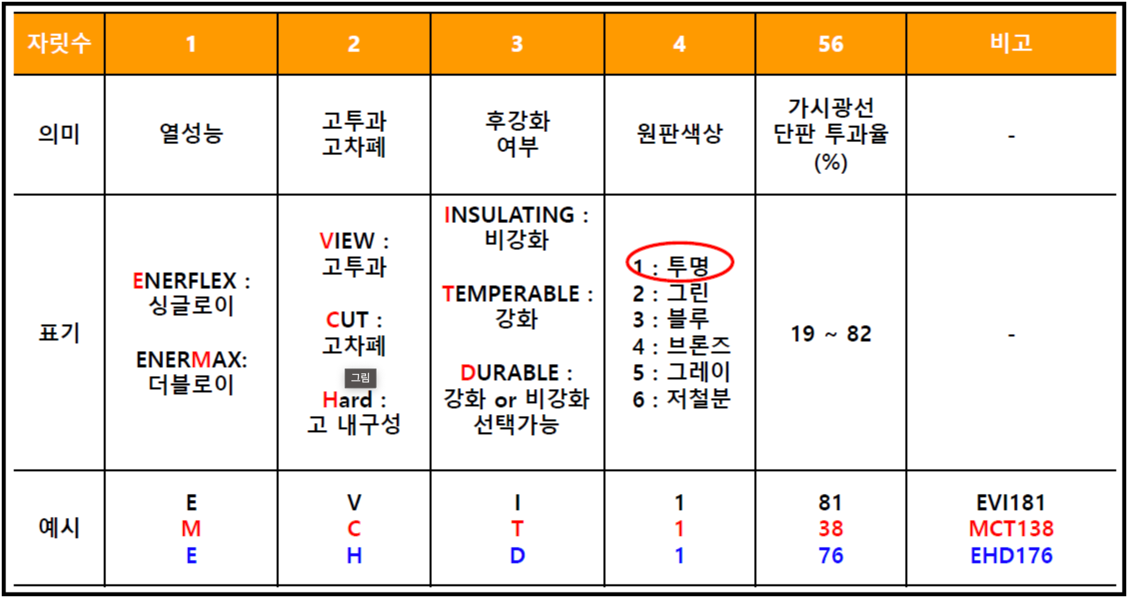 자릿수 1 2 3 4 56 비고
의미 열성능 고투과 고차폐 후강화 여부 원판색상 가시광선 단판 투과율 (%) -
표기
ENERFLEX :
싱글로이
ENERMAX:
더블로이
VIEW :
고투과
CUT :
고차폐
그림
Hard :
고 내구성
INSULATING :
비강화
TEMPERABLE :
강화
DURABLE :
강화 or 비강화
선택가능
1 : 투명
2 : 그린
3 : 블루
4 : 브론즈
5 : 그레이
6 : 저철분
19 ~ 82
-
예시
E V I 1 81 EVI181
M C T 1 38 MCT138
E H D 1 76 EHD176